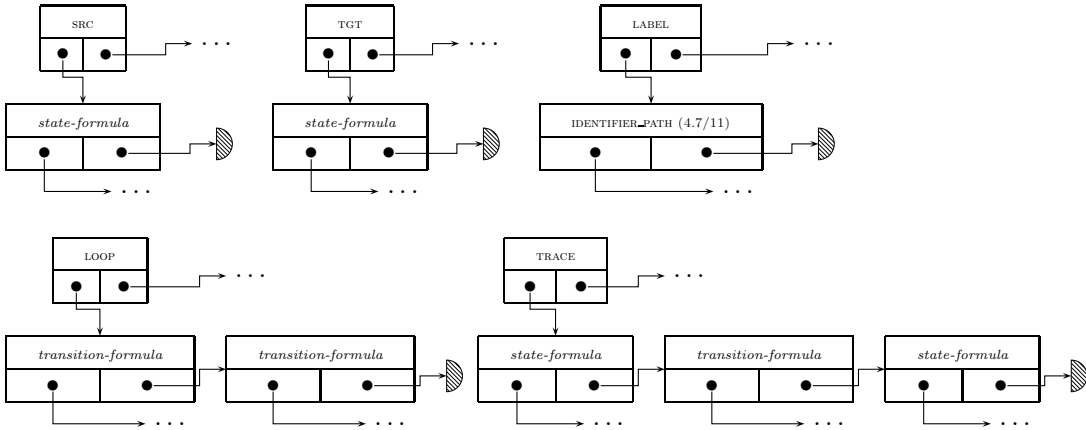 SRC
TGT
LABEL
...
...
...
state-formula
state-formula
IDENTIFIER_PATH (4.7/11)
...
...
...
LOOP
TRACE
...
...
transition-formula
transition-formula
state-formula
transition-formula
state-formula
...
...
...
...
...